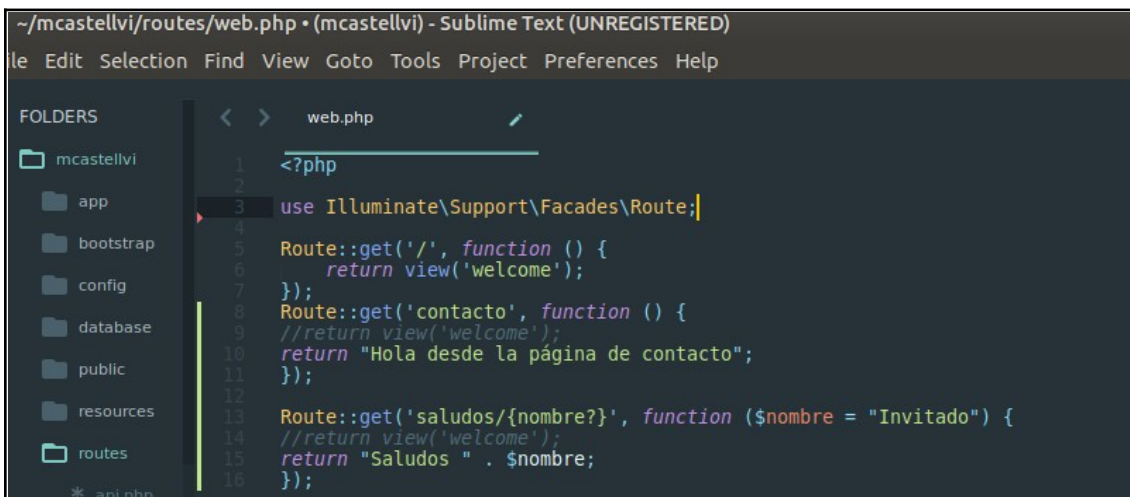 ~/mcastellvi/routes/web.php • (mcastellvi) - Sublime Text (UNREGISTERED)
ile Edit Selection Find View Goto Tools Project Preferences Help
FOLDERS
mcastellvi
app
bootstrap
config
database
public
resources
routes
* api.php
web.php
1 <?php
2
3 use Illuminate\Support\Facades\Route;
4
5 Route::get('/', function () {
6     return view('welcome');
7 });
8 Route::get('contacto', function () {
9 //return view('welcome');
10 return "Hola desde la página de contacto";
11 });
12
13 Route::get('saludos/{nombre?}', function ($nombre = "Invitado") {
14 //return view('welcome');
15 return "Saludos " . $nombre;
16 });